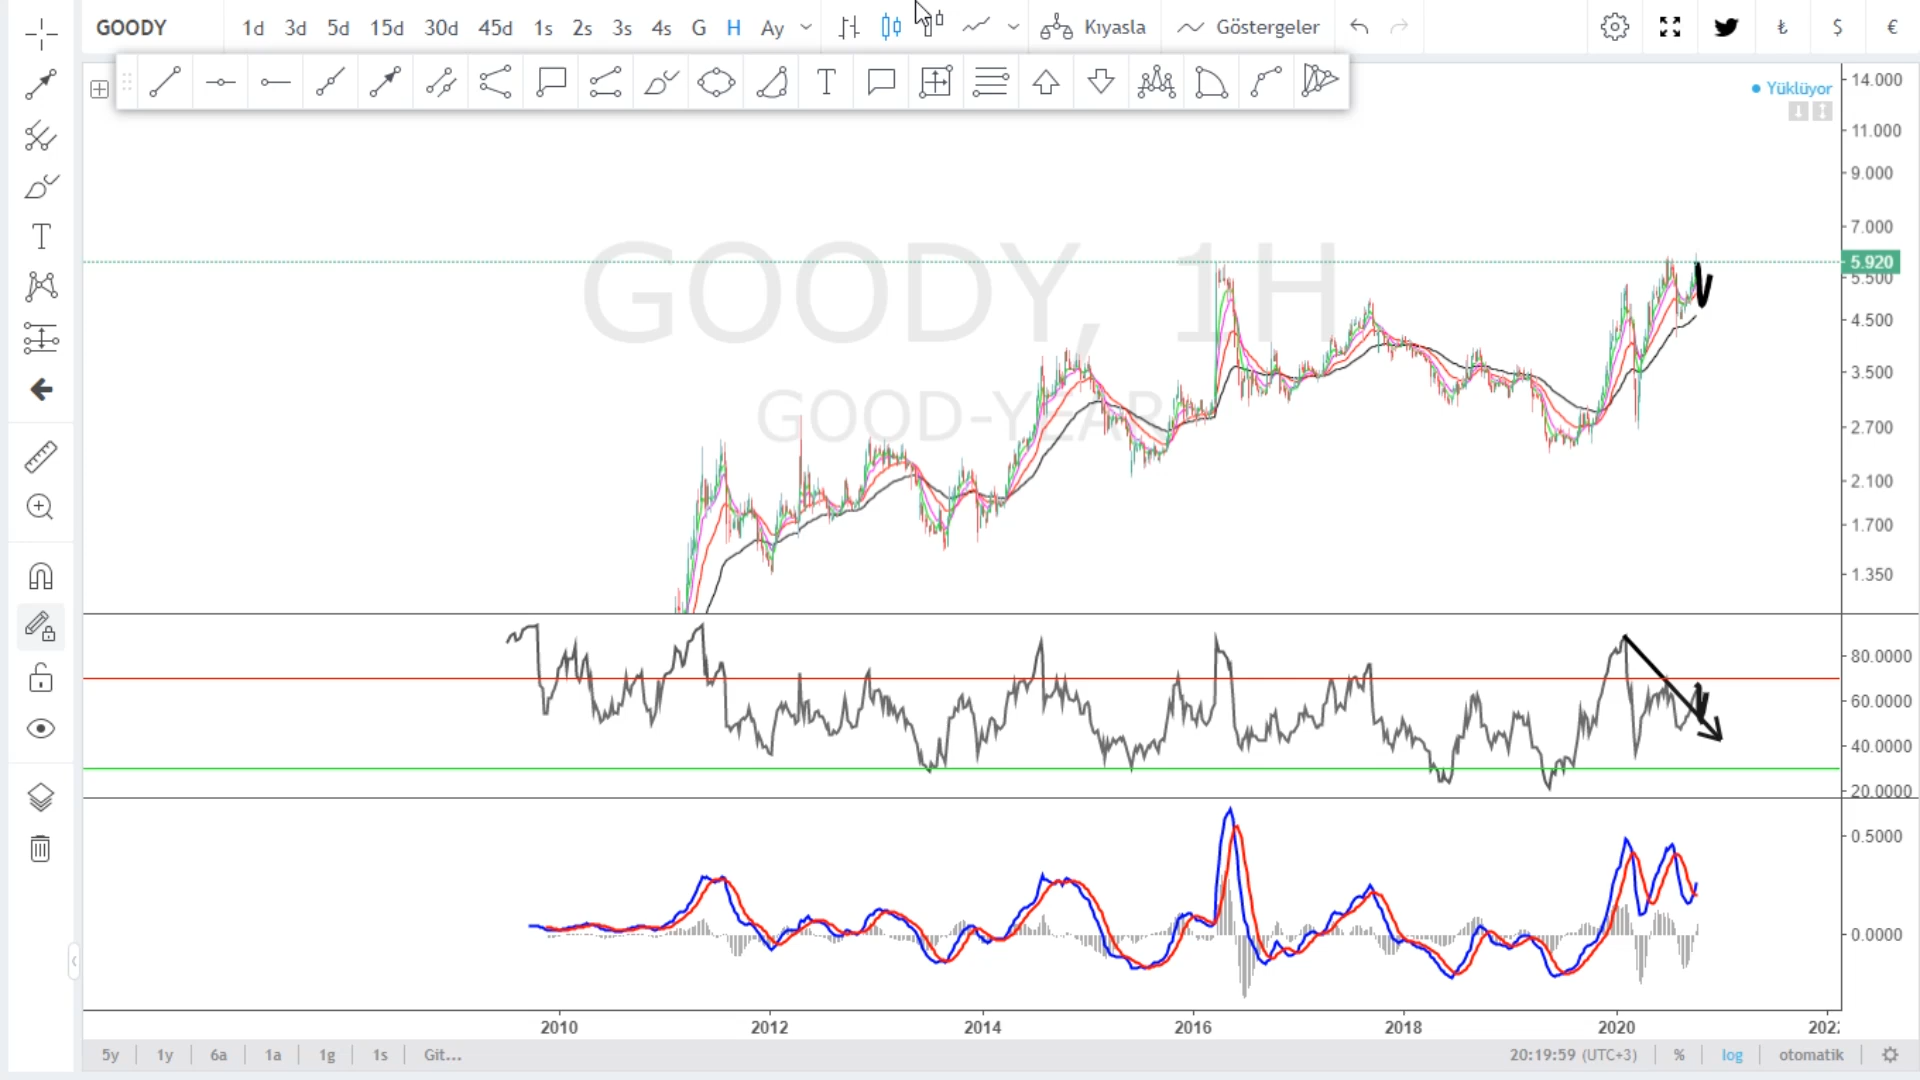 GOODY 1d 3d 5d 15d 30d 45d 1s 2s 3s 4s G H Ay Kıyasla Göstergeler ₺ $ €
T
Yüklüyor
14.000
11.000
9.000
7.000
5.920
5.500
4.500
3.500
2.700
2.100
1.700
1.350
T
GOODY, 1H
GOOD-YEAR
80.0000
60.0000
40.0000
20.0000
0.5000
0.0000
2010 2012 2014 2016 2018 2020
5y 1y 6a 1a 1g 1s Git... 20:19:59 (UTC+3) % log otomatik